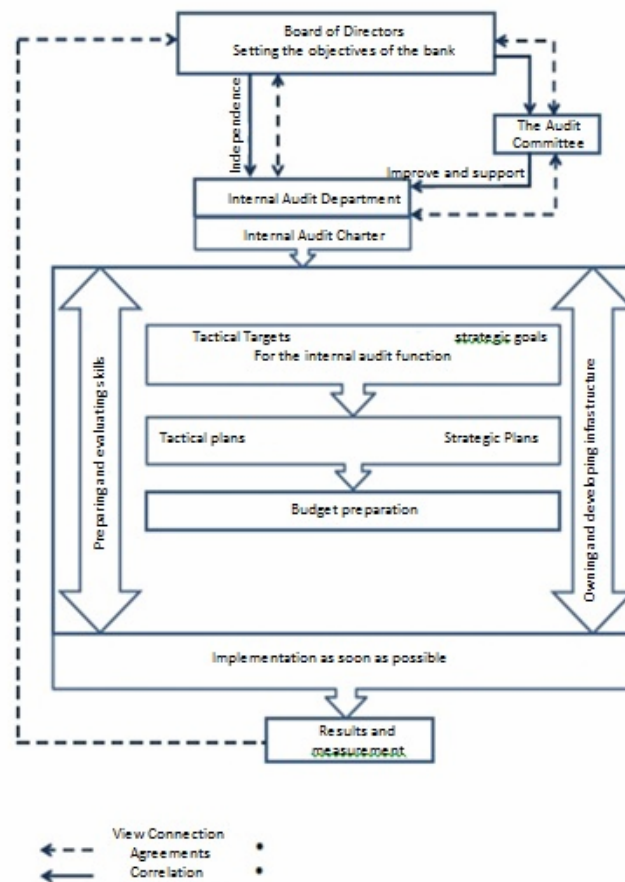 Board of Directors
Setting the objectives of the bank
Independence
The Audit
Committee
Improve and support
Internal Audit Department
Internal Audit Charter
Preparing and evaluating skills
Tactical Targets strategic goals
For the internal audit function
Tactical plans Strategic Plans
Budget preparation
Owning and developing infrastructure
Implementation as soon as possible
Results and
measurement
View Connection
Agreements •
Correlation •